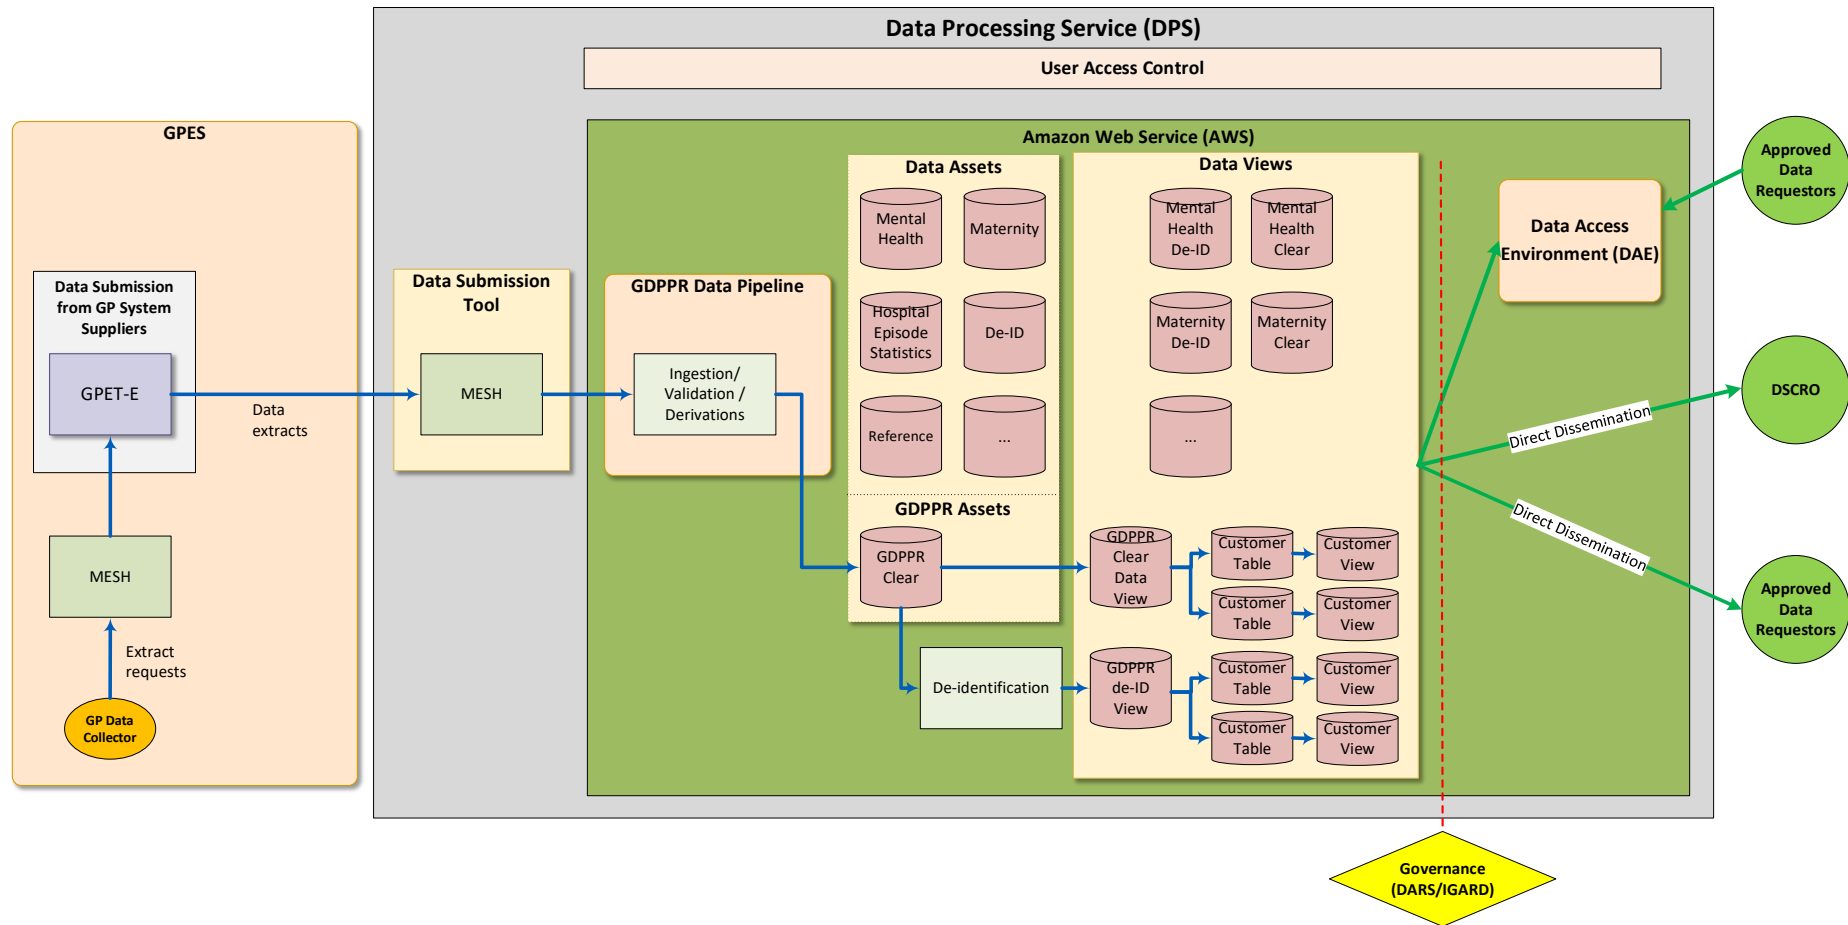 Data Processing Service (DPS)
User Access Control
GPES
Data Submission
from GP System
Suppliers
GPET-E
MESH
Extract
requests
GP Data
Collector
Data
extracts
Data Submission
Tool
MESH
Amazon Web Service (AWS)
GDPPR Data Pipeline
Ingestion/
Validation /
Derivations
Data Assets
Mental
Health
Maternity
Hospital
Episode
Statistics
De-ID
Reference
...
GDPPR Assets
GDPPR
Clear
De-identification
Data Views
Mental
Health
De-ID
Mental
Health
Clear
Maternity
De-ID
Maternity
Clear
...
GDPPR
Clear
Data
View
Customer
Table
Customer
View
Customer
Table
Customer
View
GDPPR
de-ID
View
Customer
Table
Customer
View
Customer
Table
Customer
View
Data Access
Environment (DAE)
Direct Dissemination
Direct Dissemination
Approved
Data
Requestors
DSCRO
Approved
Data
Requestors
Governance
(DARS/IGARD)